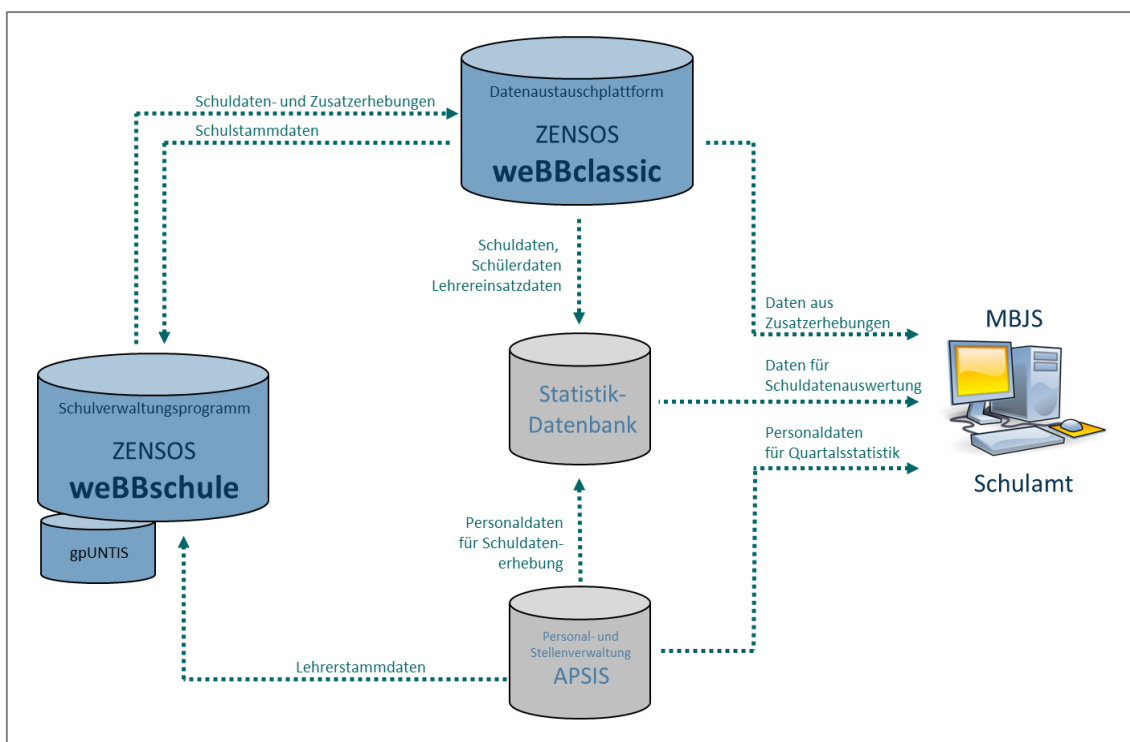 Datenaustauschplattform
ZENSOS
weBBclassic
Schuldaten- und Zusatzerhebungen
Schulstammdaten
Schuldaten,
Schülerdaten
Lehrereinsatzdaten
Daten aus
Zusatzerhebungen
MBJS
Schulamt
Daten für
Schuldatenauswertung
Personaldaten
für Quartalsstatistik
Statistik-
Datenbank
Schulverwaltungsprogramm
ZENSOS
weBBschule
gpUNTIS
Personaldaten
für Schuldaten-
erhebung
Personal- und
Stellenverwaltung
APSIS
Lehrerstammdaten